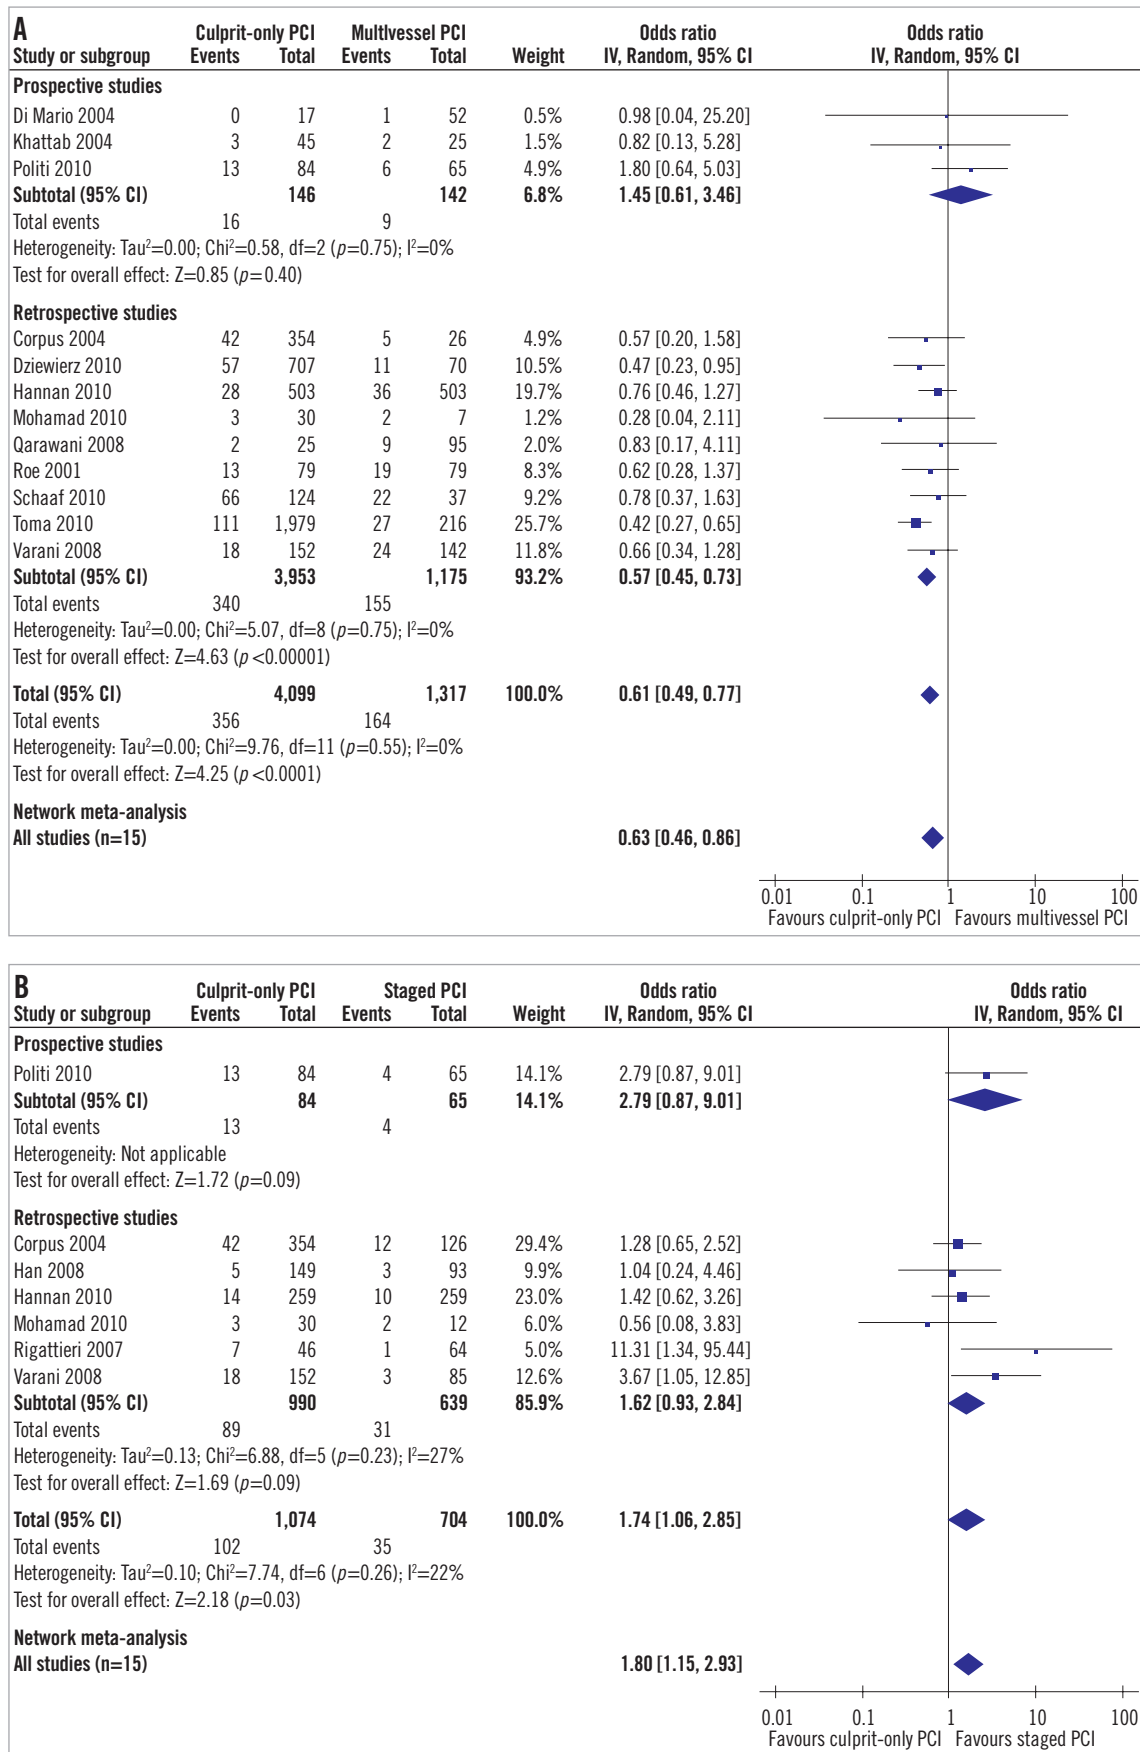 A
Culprit-only PCI Multivessel PCI Odds ratio Odds ratio
Study or subgroup Events Total Events Total Weight IV, Random, 95% CI IV, Random, 95% CI
Prospective studies
Di Mario 2004 0 17 1 52 0.5% 0.98 [0.04, 25.20]
Khattab 2004 3 45 2 25 1.5% 0.82 [0.13, 5.28]
Politi 2010 13 84 6 65 4.9% 1.80 [0.64, 5.03]
Subtotal (95% CI) 146 142 6.8% 1.45 [0.61, 3.46]
Total events 16 9
Heterogeneity: Tau²=0.00; Chi²=0.58, df=2 (p=0.75); I²=0%
Test for overall effect: Z=0.85 (p=0.40)
Retrospective studies
Corpus 2004 42 354 5 26 4.9% 0.57 [0.20, 1.58]
Dziewierz 2010 57 707 11 70 10.5% 0.47 [0.23, 0.95]
Hannan 2010 28 503 36 503 19.7% 0.76 [0.46, 1.27]
Mohamad 2010 3 30 2 7 1.2% 0.28 [0.04, 2.11]
Qarawani 2008 2 25 9 95 2.0% 0.83 [0.17, 4.11]
Roe 2001 13 79 19 79 8.3% 0.62 [0.28, 1.37]
Schaaf 2010 66 124 22 37 9.2% 0.78 [0.37, 1.63]
Toma 2010 111 1,979 27 216 25.7% 0.42 [0.27, 0.65]
Varani 2008 18 152 24 142 11.8% 0.66 [0.34, 1.28]
Subtotal (95% CI) 3,953 1,175 93.2% 0.57 [0.45, 0.73]
Total events 340 155
Heterogeneity: Tau²=0.00; Chi²=5.07, df=8 (p=0.75); I²=0%
Test for overall effect: Z=4.63 (p<0.00001)
Total (95% CI) 4,099 1,317 100.0% 0.61 [0.49, 0.77]
Total events 356 164
Heterogeneity: Tau²=0.00; Chi²=9.76, df=11 (p=0.55); I²=0%
Test for overall effect: Z=4.25 (p<0.0001)
Network meta-analysis
All studies (n=15) 0.63 [0.46, 0.86]
0.01 0.1 1 10 100
Favours culprit-only PCI Favours multivessel PCI
B
Culprit-only PCI Staged PCI Odds ratio Odds ratio
Study or subgroup Events Total Events Total Weight IV, Random, 95% CI IV, Random, 95% CI
Prospective studies
Politi 2010 13 84 4 65 14.1% 2.79 [0.87, 9.01]
Subtotal (95% CI) 84 65 14.1% 2.79 [0.87, 9.01]
Total events 13 4
Heterogeneity: Not applicable
Test for overall effect: Z=1.72 (p=0.09)
Retrospective studies
Corpus 2004 42 354 12 126 29.4% 1.28 [0.65, 2.52]
Han 2008 5 149 3 93 9.9% 1.04 [0.24, 4.46]
Hannan 2010 14 259 10 259 23.0% 1.42 [0.62, 3.26]
Mohamad 2010 3 30 2 12 6.0% 0.56 [0.08, 3.83]
Rigattieri 2007 7 46 1 64 5.0% 11.31 [1.34, 95.44]
Varani 2008 18 152 3 85 12.6% 3.67 [1.05, 12.85]
Subtotal (95% CI) 990 639 85.9% 1.62 [0.93, 2.84]
Total events 89 31
Heterogeneity: Tau²=0.13; Chi²=6.88, df=5 (p=0.23); I²=27%
Test for overall effect: Z=1.69 (p=0.09)
Total (95% CI) 1,074 704 100.0% 1.74 [1.06, 2.85]
Total events 102 35
Heterogeneity: Tau²=0.10; Chi²=7.74, df=6 (p=0.26); I²=22%
Test for overall effect: Z=2.18 (p=0.03)
Network meta-analysis
All studies (n=15) 1.80 [1.15, 2.93]
0.01 0.1 1 10 100
Favours culprit-only PCI Favours staged PCI